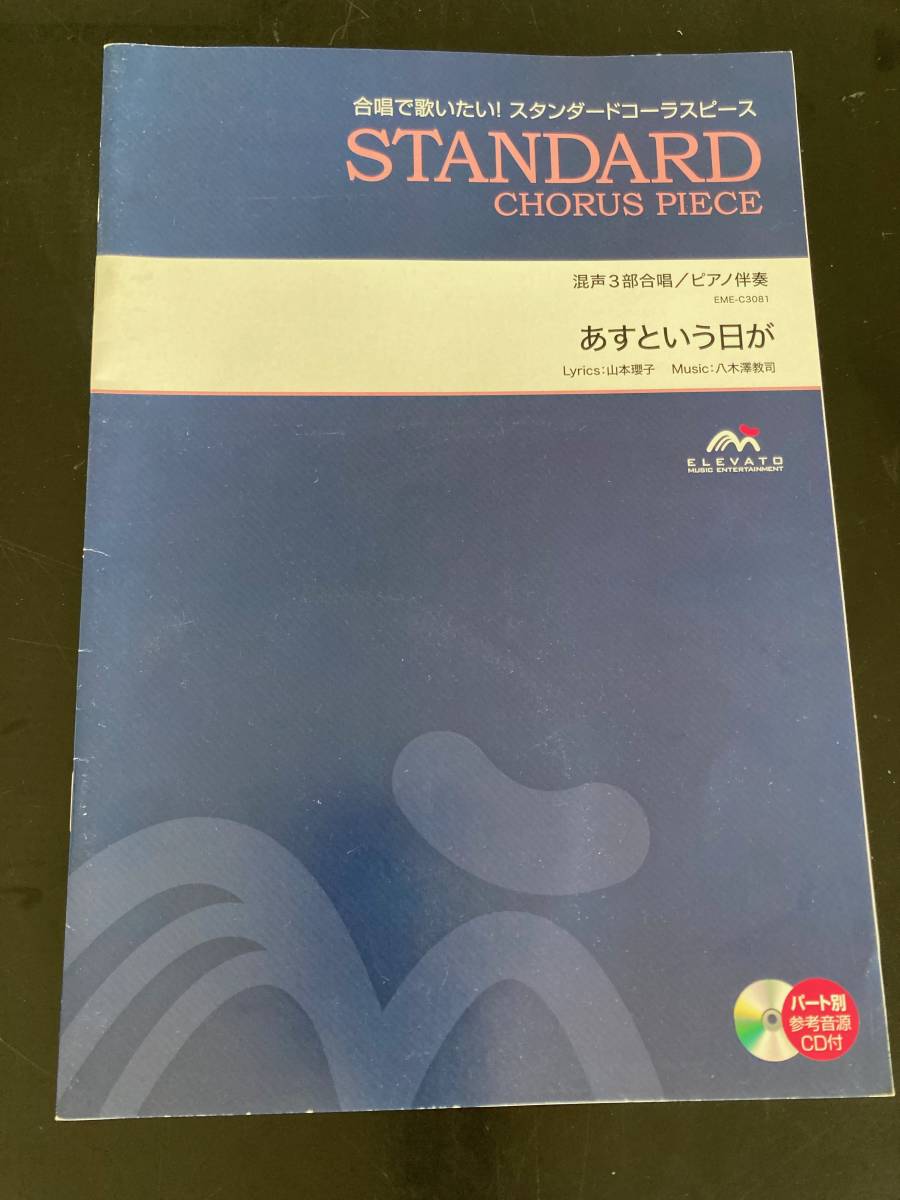 合唱で歌いたい！スタンダードコーラスピース
STANDARD
CHORUS PIECE
混声3部合唱／ピアノ伴奏
EME-C3081
あすという日が
Lyrics：山本瓔子　Music：八木澤教司
ELEVATO
MUSIC ENTERTAINMENT
パート別
参考音源
CD付